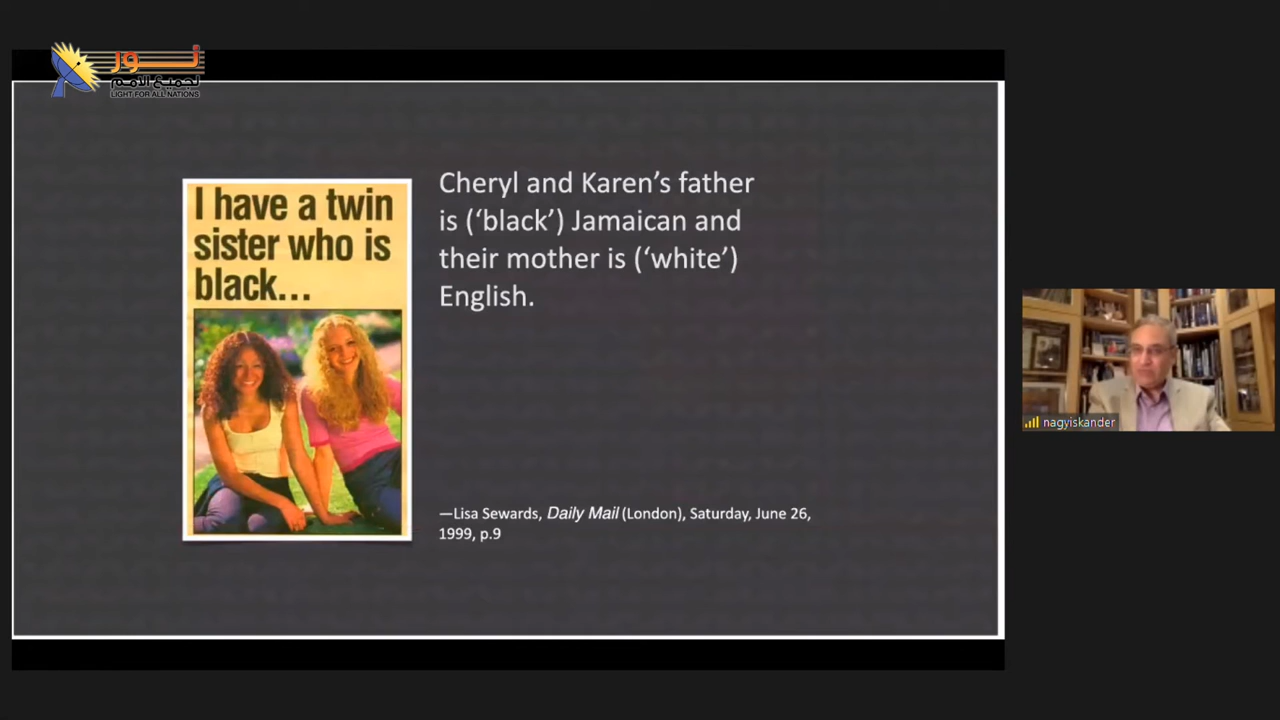 نور
لجميع الأمم
LIGHT FOR ALL NATIONS
I have a twin
sister who is
black...
Cheryl and Karen’s father
is (‘black’) Jamaican and
their mother is (‘white’)
English.
—Lisa Sewards, Daily Mail (London), Saturday, June 26,
1999, p.9
nagyiskander